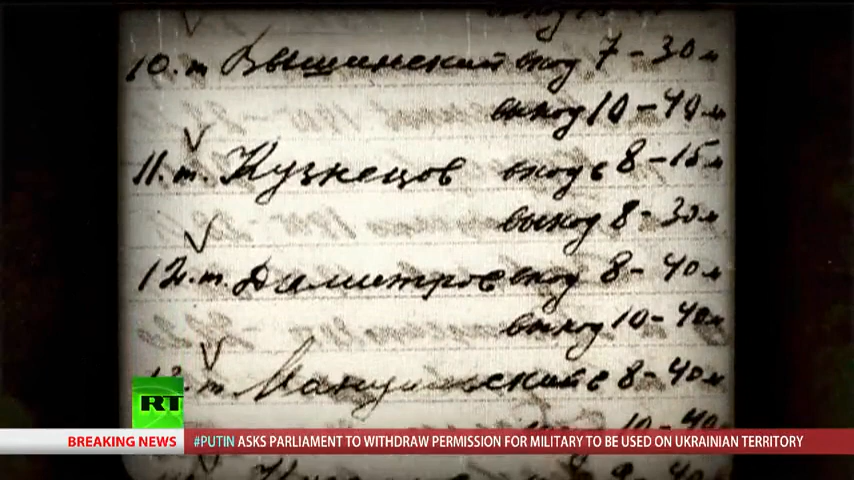 10. т Вышинский вход 7-30м
выход 10-40м
11. т. Кузнецов вход в 8-15м
выход 8-30м
12. т. Димитров вход 8-40м
выход 10-40м
т Мануильский в 8-40м
10-40
RT
BREAKING NEWS #PUTIN ASKS PARLIAMENT TO WITHDRAW PERMISSION FOR MILITARY TO BE USED ON UKRAINIAN TERRITORY